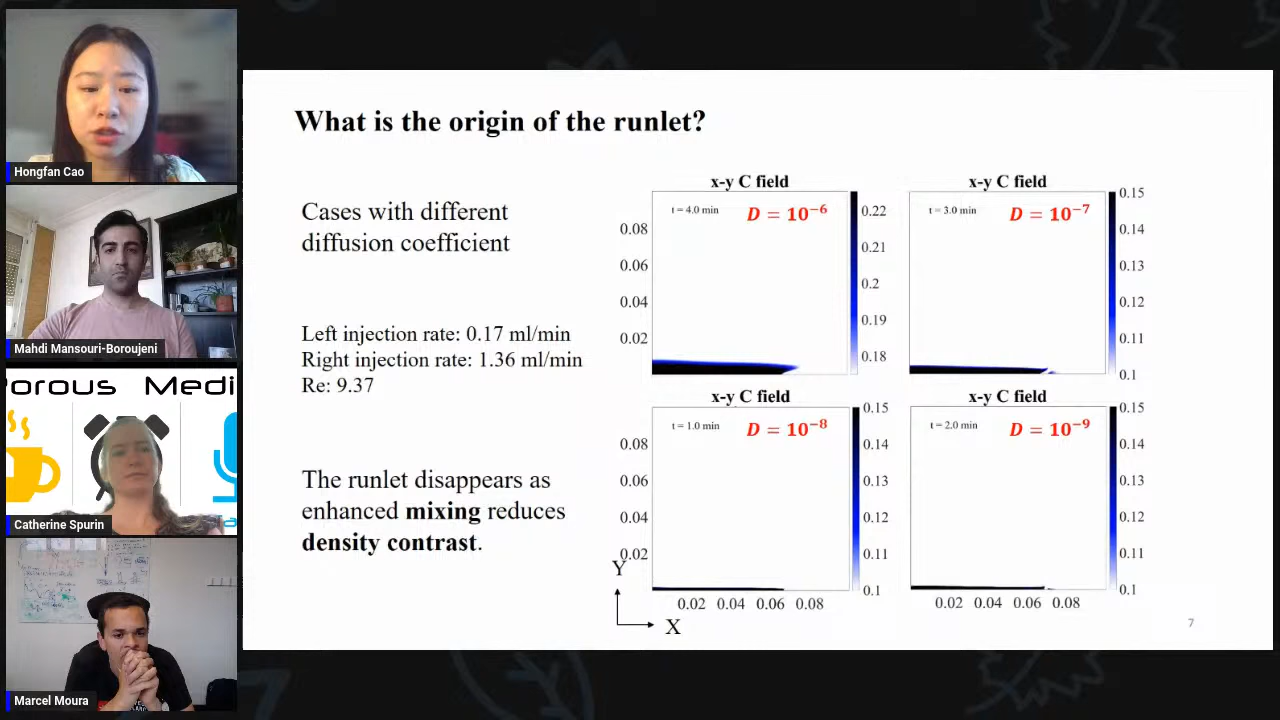 Hongfan Cao
Mahdi Mansouri-Boroujeni
orous Medi
Catherine Spurin
Marcel Moura
What is the origin of the runlet?
Cases with different
diffusion coefficient
Left injection rate: 0.17 ml/min
Right injection rate: 1.36 ml/min
Re: 9.37
The runlet disappears as
enhanced mixing reduces
density contrast.
x-y C field
t = 4.0 min
D = 10⁻⁶
0.08
0.06
0.04
0.02
0.22
0.21
0.2
0.19
0.18
x-y C field
t = 3.0 min
D = 10⁻⁷
0.15
0.14
0.13
0.12
0.11
0.1
x-y C field
t = 1.0 min
D = 10⁻⁸
0.08
0.06
0.04
0.02
0.15
0.14
0.13
0.12
0.11
0.1
0.02 0.04 0.06 0.08
x-y C field
t = 2.0 min
D = 10⁻⁹
0.15
0.14
0.13
0.12
0.11
0.1
0.02 0.04 0.06 0.08
Y
X
7